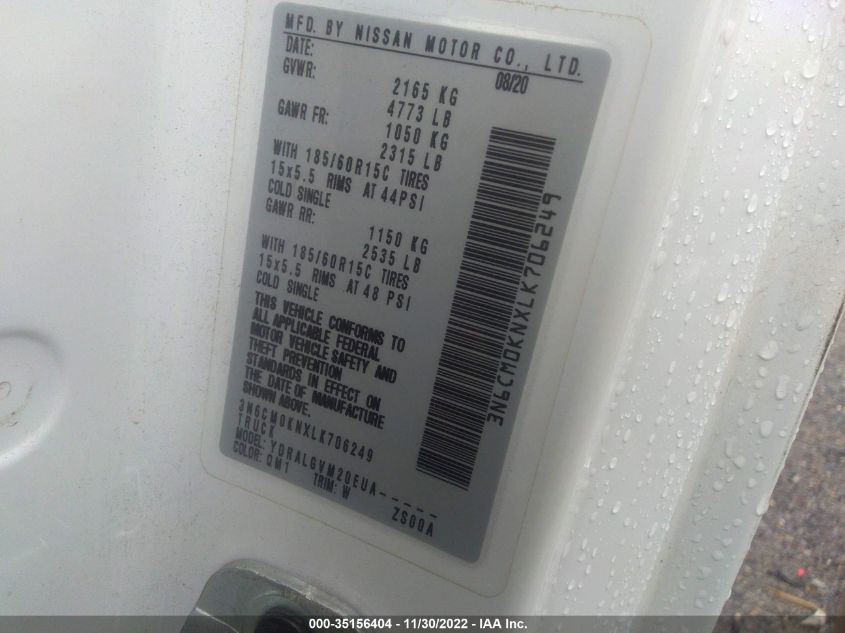 MFD. BY NISSAN MOTOR CO., LTD.
DATE: 08/20
GVWR: 2165 KG
4773 LB
GAWR FR: 1050 KG
2315 LB
WITH 185/60R15C TIRES
15x5.5 RIMS AT 44PSI
COLD SINGLE
GAWR RR: 1150 KG
2535 LB
WITH 185/60R15C TIRES
15x5.5 RIMS AT 48 PSI
COLD SINGLE
THIS VEHICLE CONFORMS TO
ALL APPLICABLE FEDERAL
MOTOR VEHICLE SAFETY AND
THEFT PREVENTION
STANDARDS IN EFFECT ON
THE DATE OF MANUFACTURE
SHOWN ABOVE.
3N6CM0KNXLK706249
TRUCK
MODEL: YDRALGVM20EUA-----
COLOR: QM1 TRIM: W ZS00A
3N6CM0KNXLK706249
000-35156404 - 11/30/2022 - IAA Inc.